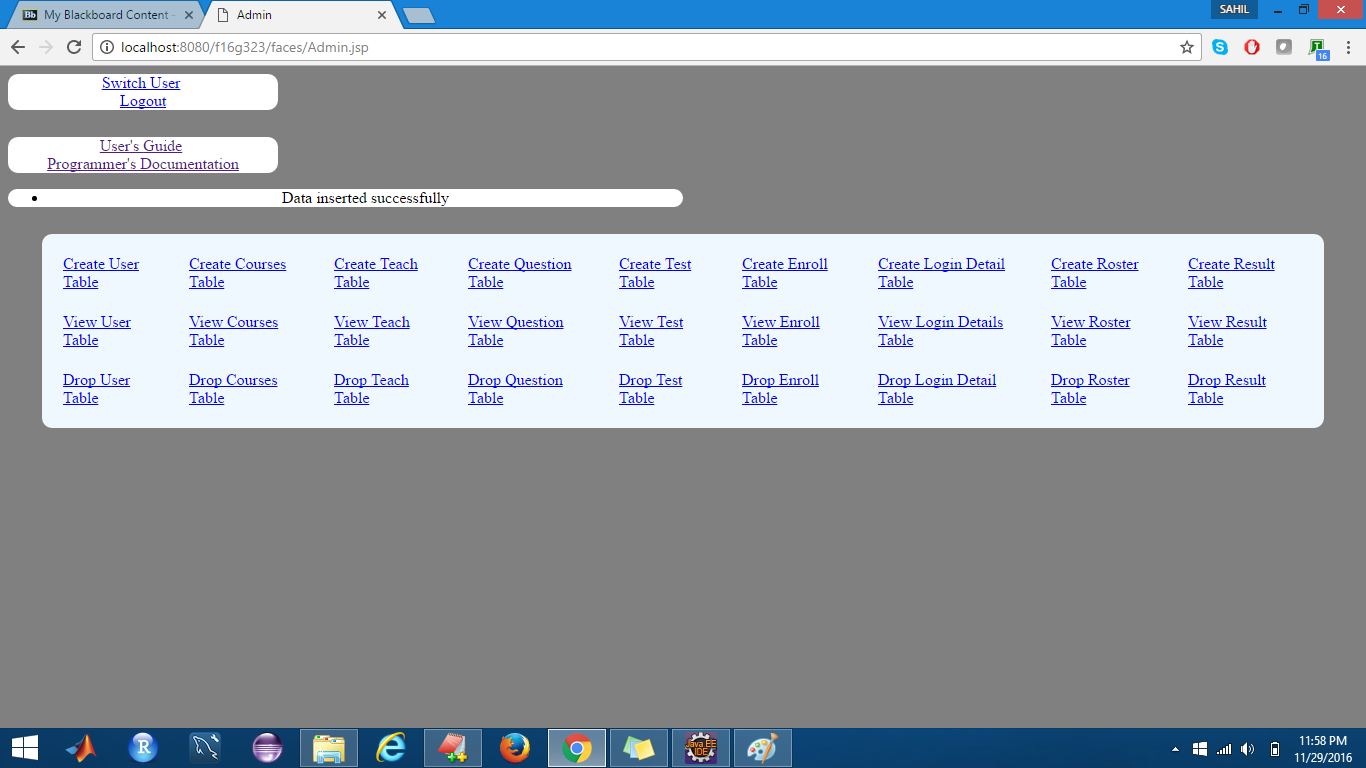 My Blackboard Content -
Admin
SAHIL
localhost:8080/f16g323/faces/Admin.jsp
16
Switch User
Logout
User's Guide
Programmer's Documentation
• Data inserted successfully
Create User Table
Create Courses Table
Create Teach Table
Create Question Table
Create Test Table
Create Enroll Table
Create Login Detail Table
Create Roster Table
Create Result Table
View User Table
View Courses Table
View Teach Table
View Question Table
View Test Table
View Enroll Table
View Login Details Table
View Roster Table
View Result Table
Drop User Table
Drop Courses Table
Drop Teach Table
Drop Question Table
Drop Test Table
Drop Enroll Table
Drop Login Detail Table
Drop Roster Table
Drop Result Table
Java EE
IDE
11:58 PM
11/29/2016